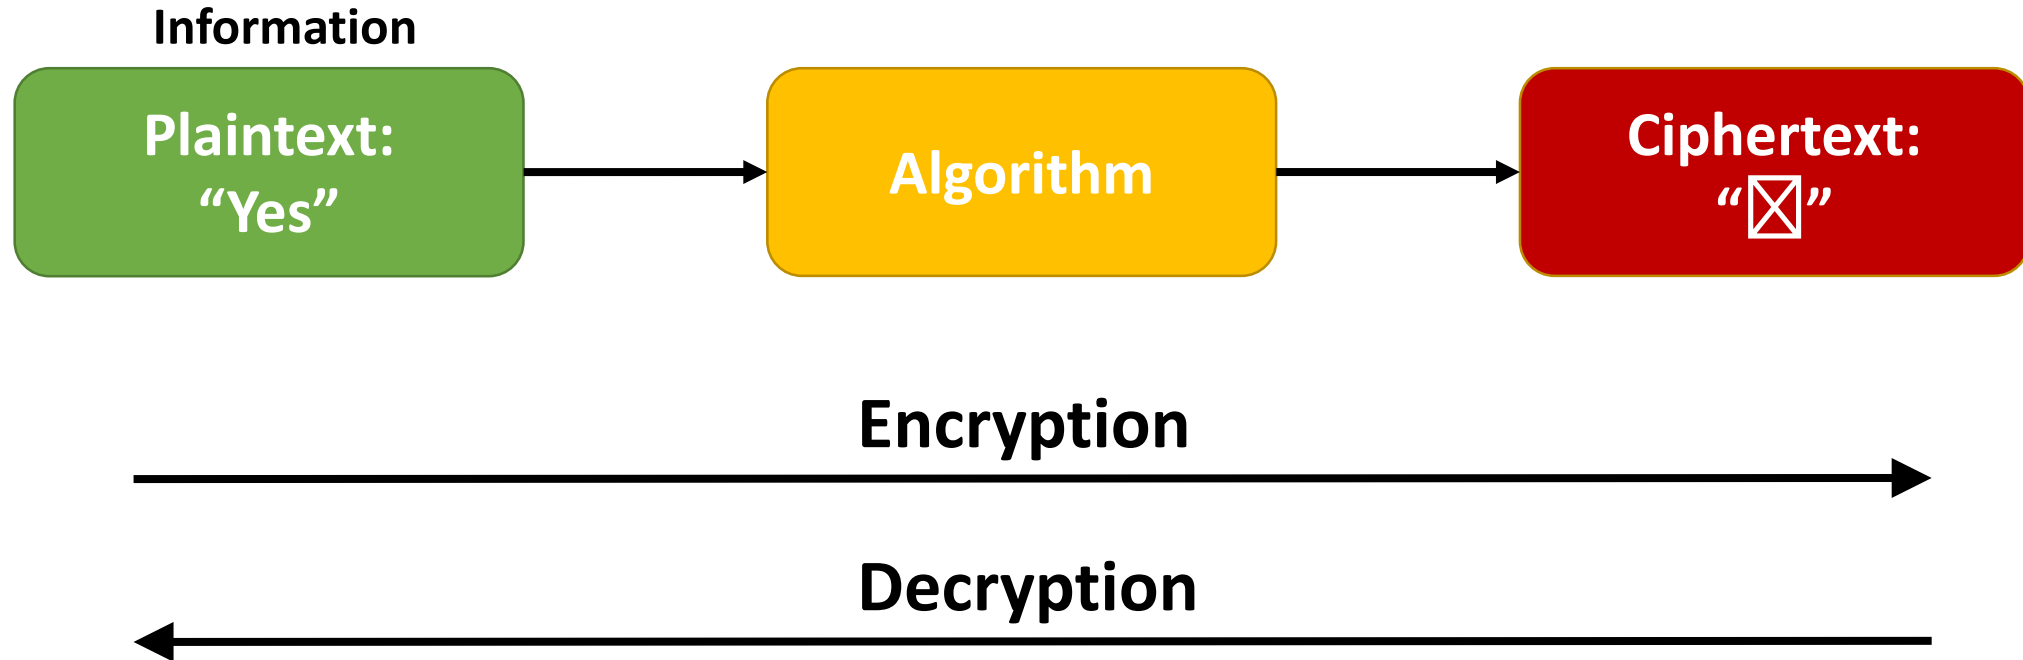 Information
Plaintext:
“Yes”
Algorithm
Ciphertext:
“☒”
Encryption
Decryption